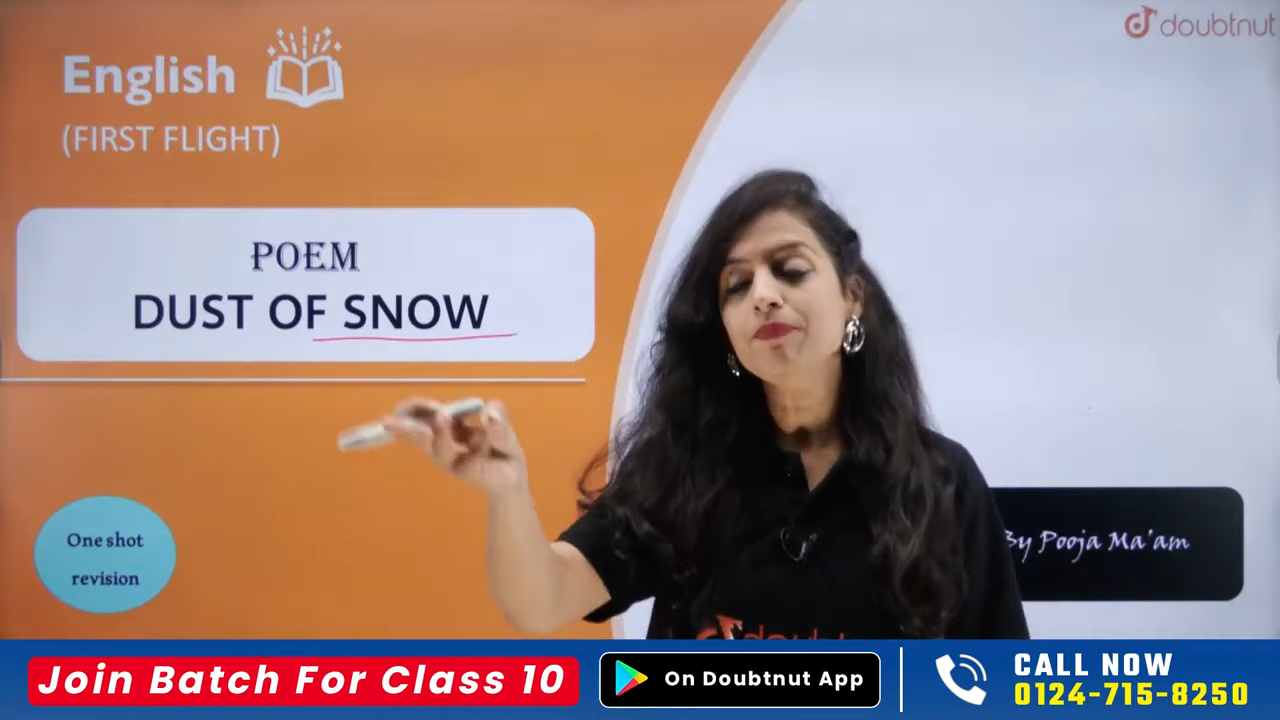 doubtnut
English
(FIRST FLIGHT)
POEM
DUST OF SNOW
One shot
revision
By Pooja Ma'am
Join Batch For Class 10
On Doubtnut App
CALL NOW
0124-715-8250